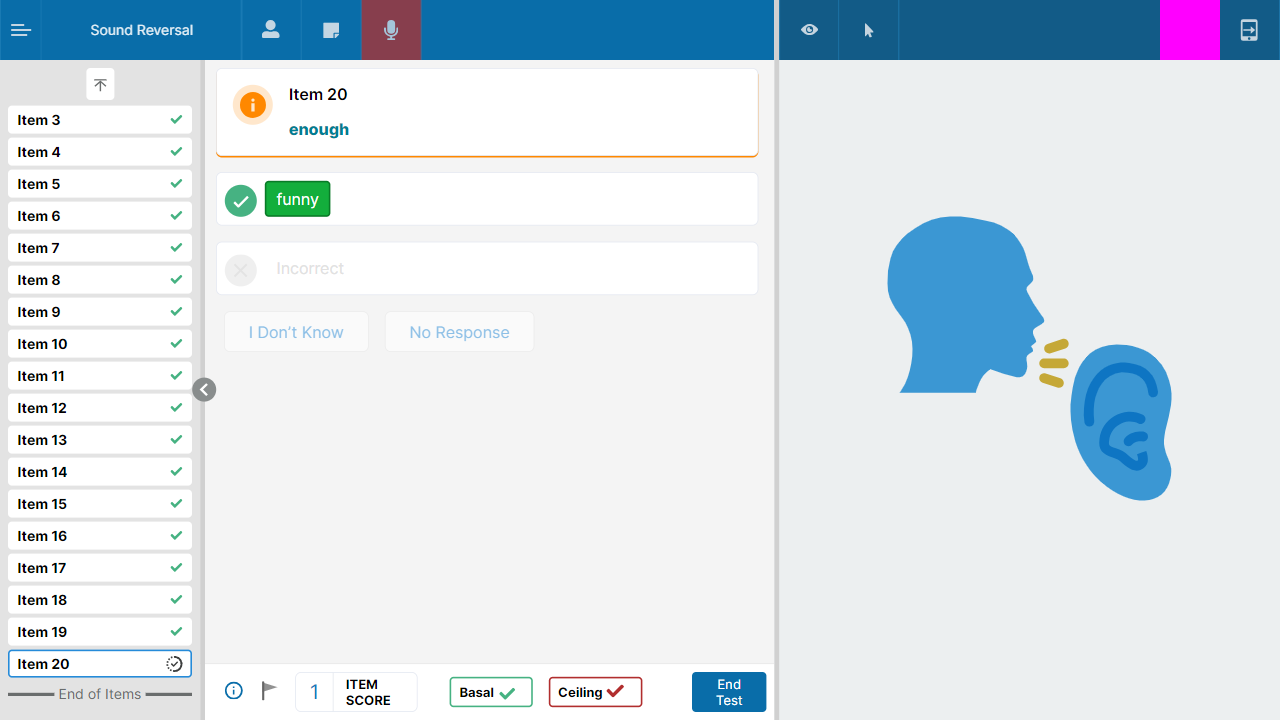 Sound Reversal
Item 3
Item 4
Item 5
Item 6
Item 7
Item 8
Item 9
Item 10
Item 11
Item 12
Item 13
Item 14
Item 15
Item 16
Item 17
Item 18
Item 19
Item 20
End of Items
Item 20
enough
funny
Incorrect
I Don't Know
No Response
1
ITEM
SCORE
Basal
Ceiling
End
Test